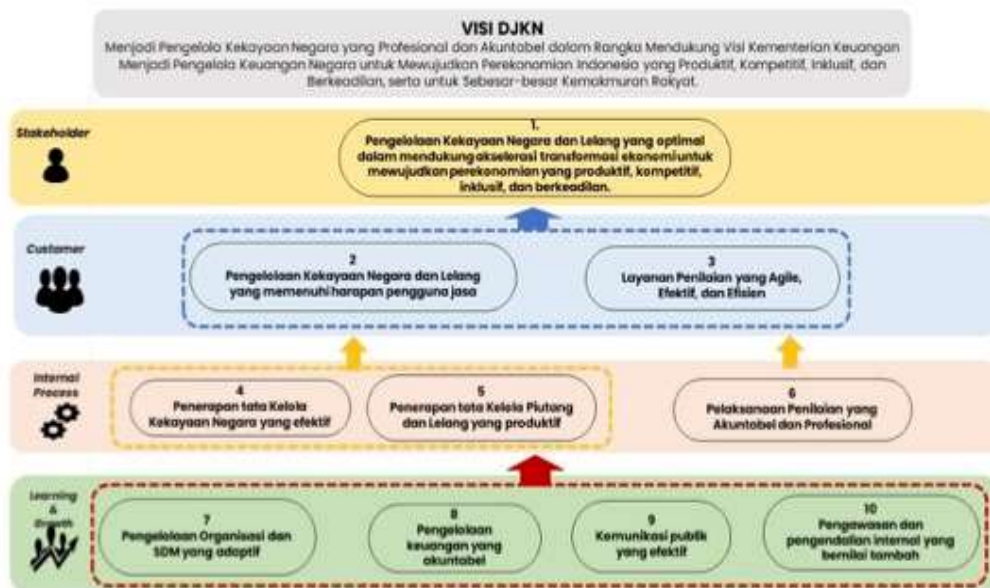 VISI DJKN
Menjadi Pengelola Kekayaan Negara yang Profesional dan Akuntabel dalam Rangka Mendukung Visi Kementerian Keuangan
Menjadi Pengelola Keuangan Negara untuk Mewujudkan Perekonomian Indonesia yang Produktif, Kompetitif, Inklusif, dan
Berkeadilan, serta untuk Sebesar-besar Kemakmuran Rakyat.
Stakeholder
1.
Pengelolaan Kekayaan Negara dan Lelang yang optimal
dalam mendukung akselerasi transformasi ekonomi untuk
mewujudkan perekonomian yang produktif, kompetitif,
inklusif, dan berkeadilan.
Customer
2
Pengelolaan Kekayaan Negara dan Lelang
yang memenuhi harapan pengguna jasa
3
Layanan Penilaian yang Agile,
Efektif, dan Efisien
Internal
Process
4
Penerapan tata Kelola
Kekayaan Negara yang efektif
5
Penerapan tata Kelola Piutang
dan Lelang yang produktif
6
Pelaksanaan Penilaian yang
Akuntabel dan Profesional
Learning
&
Growth
7
Pengelolaan Organisasi dan
SDM yang adaptif
8
Pengelolaan
keuangan yang
akuntabel
9
Komunikasi publik
yang efektif
10
Pengawasan dan
pengendalian internal yang
bernilai tambah